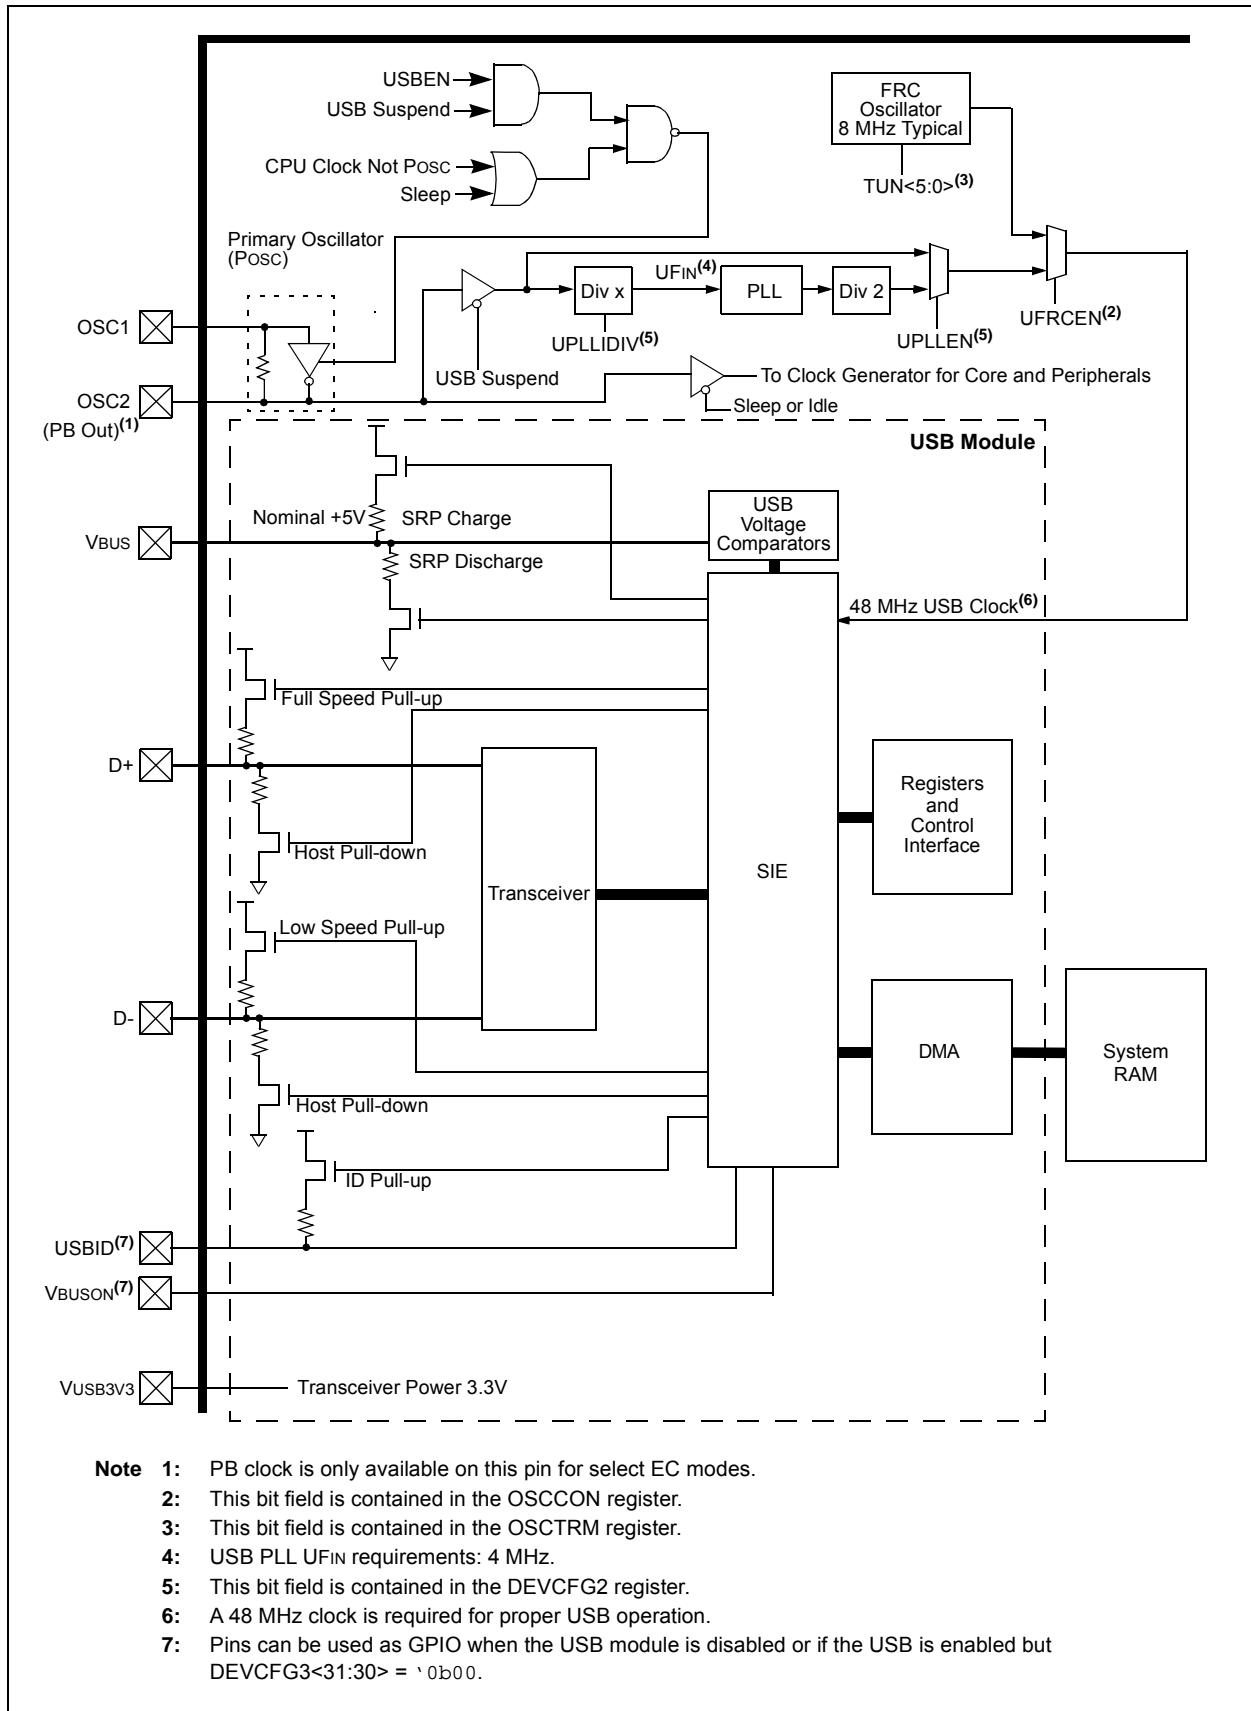 USBEN
USB Suspend
CPU Clock Not POSC
Sleep
FRC
Oscillator
8 MHz Typical
TUN<5:0>(3)
Primary Oscillator
(POSC)
UFIN(4)
Div x
PLL
Div 2
UFRCEN(2)
OSC1
UPLLIDIV(5)
UPLLEN(5)
USB Suspend
To Clock Generator for Core and Peripherals
OSC2
(PB Out)(1)
Sleep or Idle
USB Module
USB
Voltage
Comparators
Nominal +5V
SRP Charge
VBUS
SRP Discharge
48 MHz USB Clock(6)
Full Speed Pull-up
D+
Registers
and
Control
Interface
Host Pull-down
SIE
Transceiver
Low Speed Pull-up
D-
DMA
System
RAM
Host Pull-down
ID Pull-up
USBID(7)
VBUSON(7)
VUSB3V3
Transceiver Power 3.3V
Note 1: PB clock is only available on this pin for select EC modes.
2: This bit field is contained in the OSCCON register.
3: This bit field is contained in the OSCTRM register.
4: USB PLL UFIN requirements: 4 MHz.
5: This bit field is contained in the DEVCFG2 register.
6: A 48 MHz clock is required for proper USB operation.
7: Pins can be used as GPIO when the USB module is disabled or if the USB is enabled but
DEVCFG3<31:30> = ‘0b00.